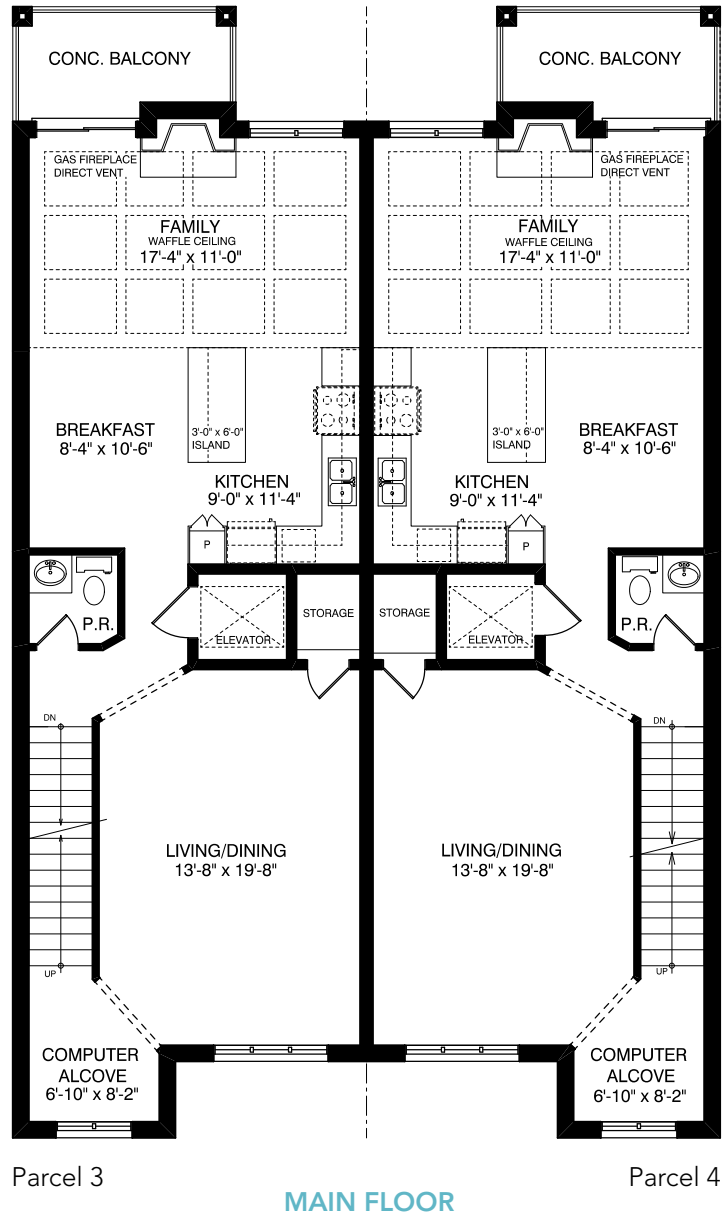 CONC. BALCONY
CONC. BALCONY
GAS FIREPLACE
DIRECT VENT
GAS FIREPLACE
DIRECT VENT
FAMILY
WAFFLE CEILING
17'-4" x 11'-0"
FAMILY
WAFFLE CEILING
17'-4" x 11'-0"
BREAKFAST
8'-4" x 10'-6"
3'-0" x 6'-0"
ISLAND
3'-0" x 6'-0"
ISLAND
BREAKFAST
8'-4" x 10'-6"
KITCHEN
9'-0" x 11'-4"
KITCHEN
9'-0" x 11'-4"
P
P
P.R.
ELEVATOR
STORAGE
STORAGE
ELEVATOR
P.R.
DN
DN
LIVING/DINING
13'-8" x 19'-8"
LIVING/DINING
13'-8" x 19'-8"
UP
UP
COMPUTER
ALCOVE
6'-10" x 8'-2"
COMPUTER
ALCOVE
6'-10" x 8'-2"
Parcel 3
Parcel 4
MAIN FLOOR